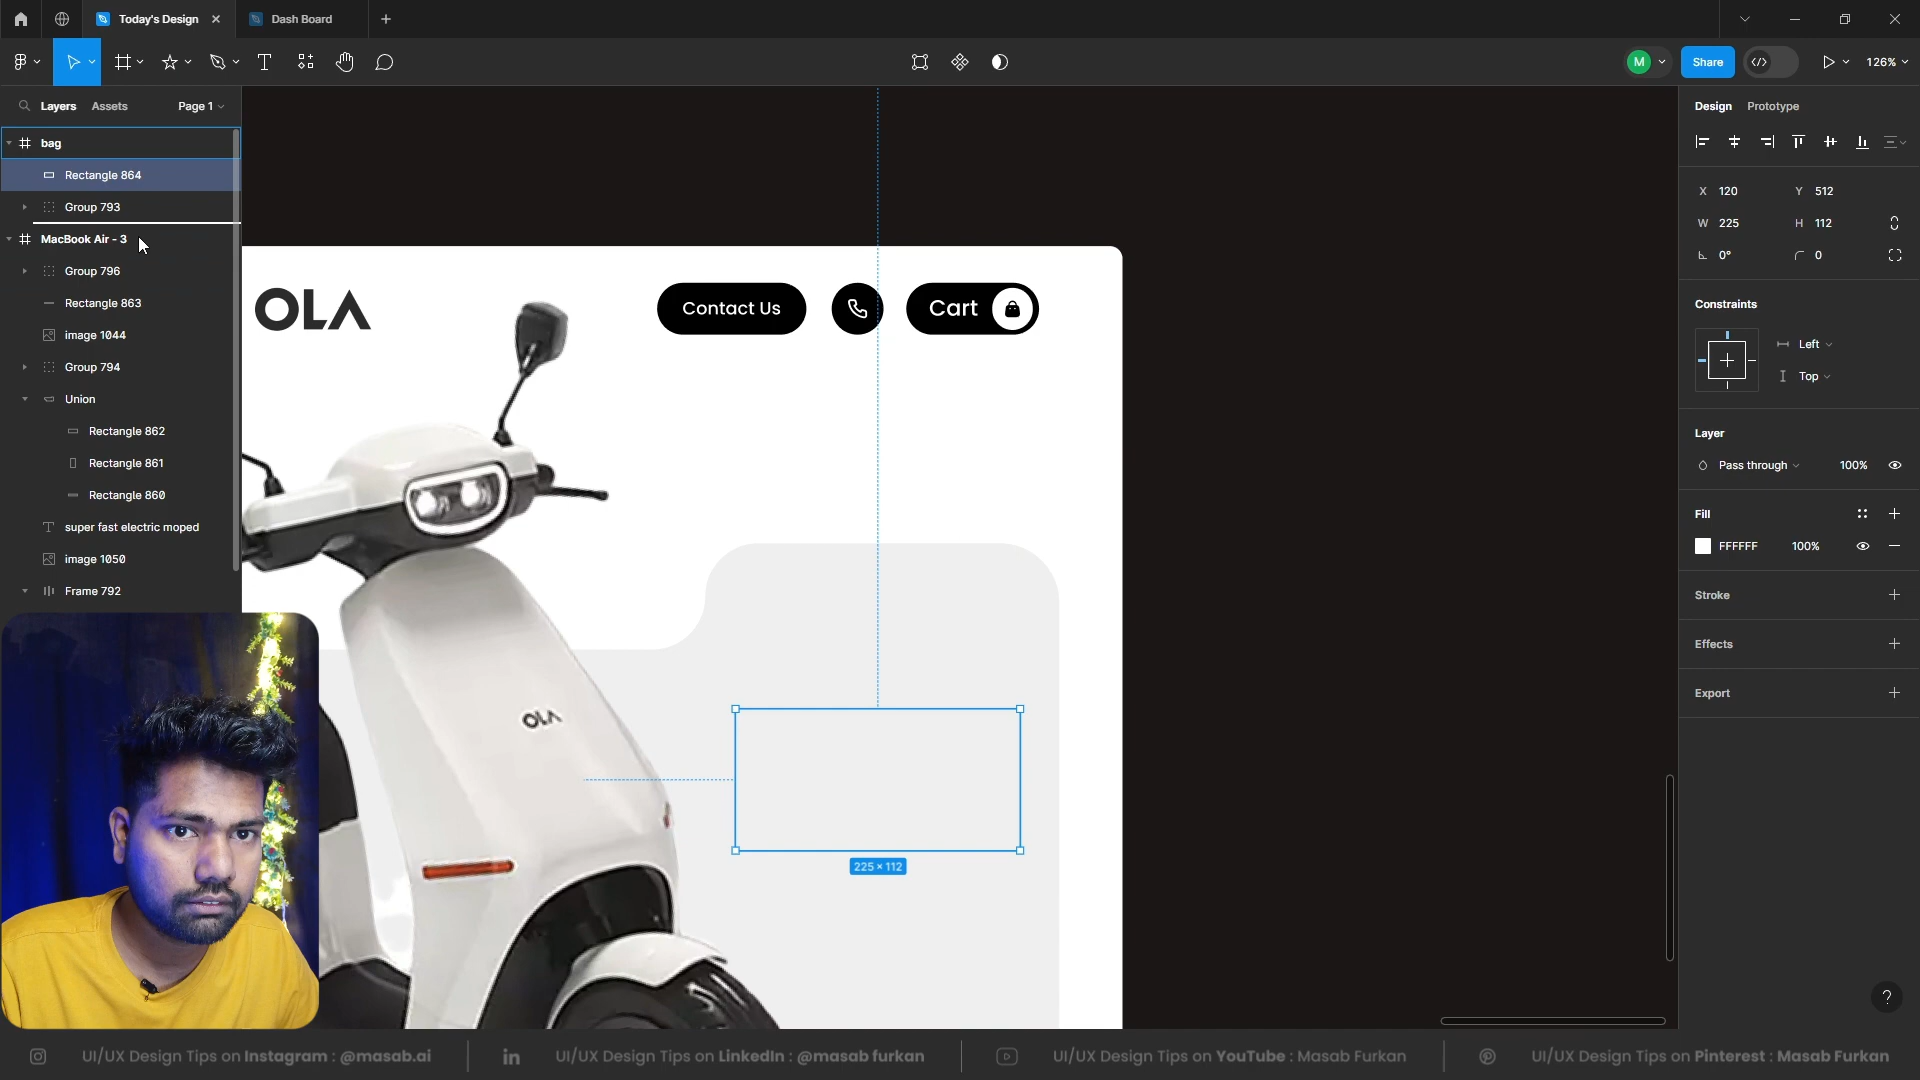 Today's Design
Dash Board
M
Share
126%
Layers
Assets
Page 1
bag
Rectangle 864
Group 793
MacBook Air - 3
Group 796
Rectangle 863
image 1044
Group 794
Union
Rectangle 862
Rectangle 861
Rectangle 860
super fast electric moped
image 1050
Frame 792
OLA
Contact Us
Cart
OLA
225 × 112
Design
Prototype
X 120
Y 512
W 225
H 112
0°
0
Constraints
Left
Top
Layer
Pass through
100%
Fill
FFFFFF
100%
Stroke
Effects
Export
?
UI/UX Design Tips on Instagram : @masab.ai
in
UI/UX Design Tips on LinkedIn : @masab furkan
UI/UX Design Tips on YouTube : Masab Furkan
UI/UX Design Tips on Pinterest : Masab Furkan